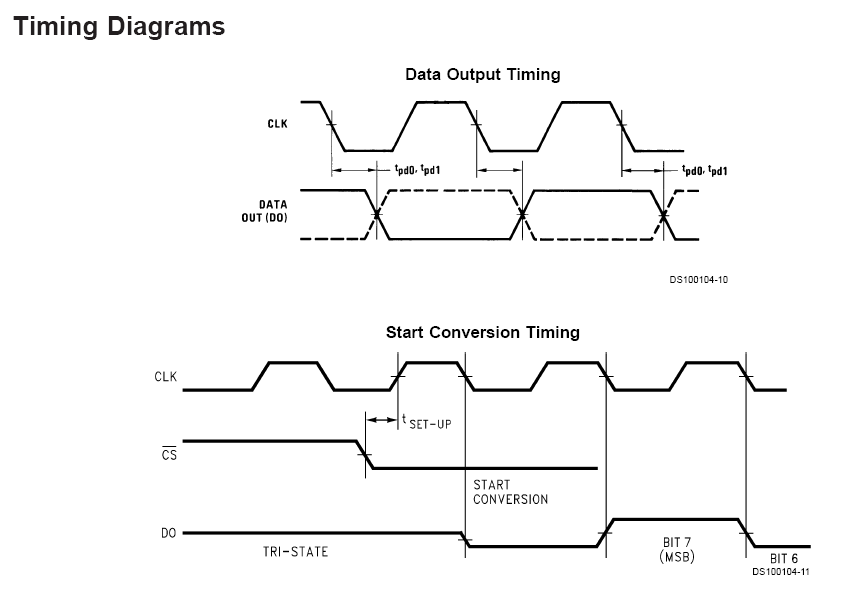 Timing Diagrams
Data Output Timing
CLK
tpd0, tpd1
tpd0, tpd1
DATA
OUT (DO)
DS100104-10
Start Conversion Timing
CLK
t SET-UP
CS
START
CONVERSION
DO
TRI-STATE
BIT 7
(MSB)
BIT 6
DS100104-11